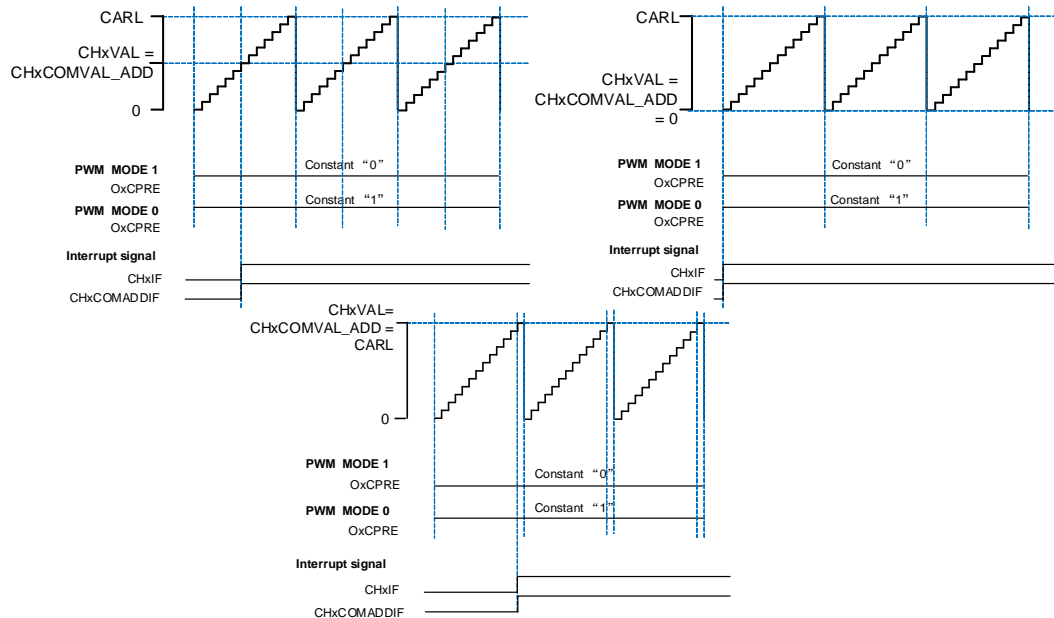 CARL
CHxVAL =
CHxCOMVAL_ADD
0
PWM MODE 1
OxCPRE
Constant “0”
PWM MODE 0
OxCPRE
Constant “1”
Interrupt signal
CHxIF
CHxCOMADDIF
CARL
CHxVAL =
CHxCOMVAL_ADD
= 0
PWM MODE 1
OxCPRE
Constant “0”
PWM MODE 0
OxCPRE
Constant “1”
Interrupt signal
CHxIF
CHxCOMADDIF
CHxVAL=
CHxCOMVAL_ADD =
CARL
0
PWM MODE 1
OxCPRE
Constant “0”
PWM MODE 0
OxCPRE
Constant “1”
Interrupt signal
CHxIF
CHxCOMADDIF